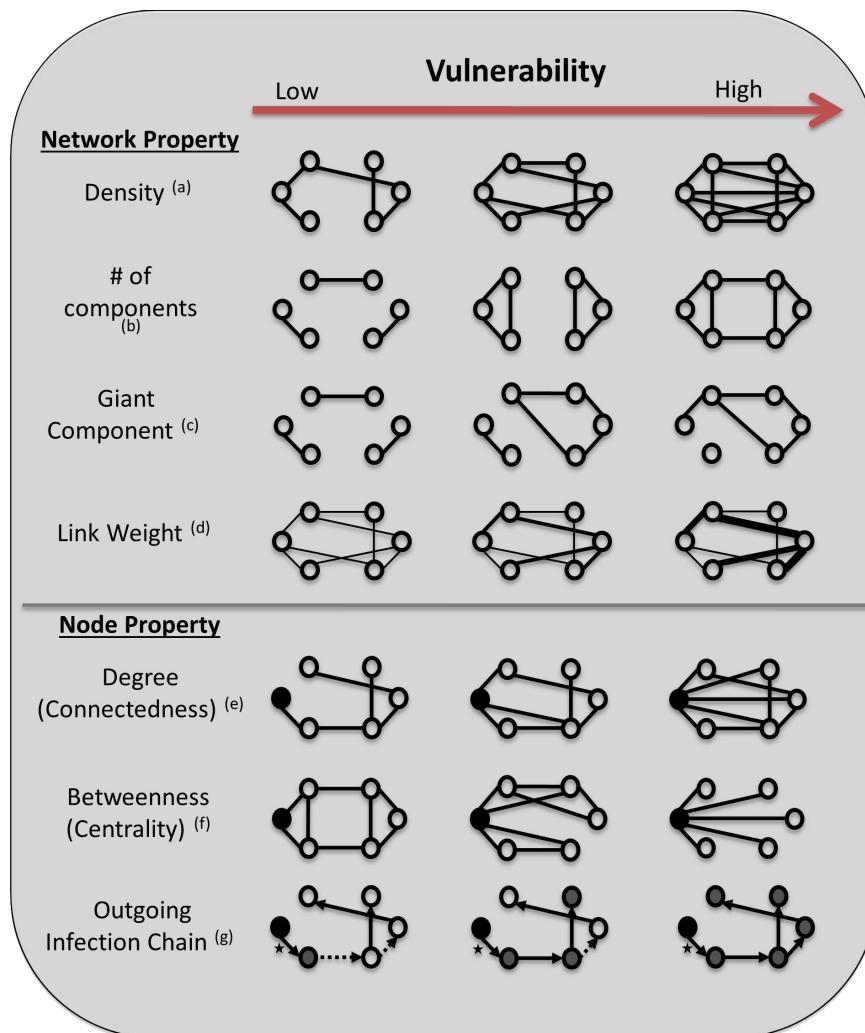 Vulnerability
Low
High
Network Property
Density (a)
# of
components
(b)
Giant
Component (c)
Link Weight (d)
Node Property
Degree
(Connectedness) (e)
Betweenness
(Centrality) (f)
Outgoing
Infection Chain (g)